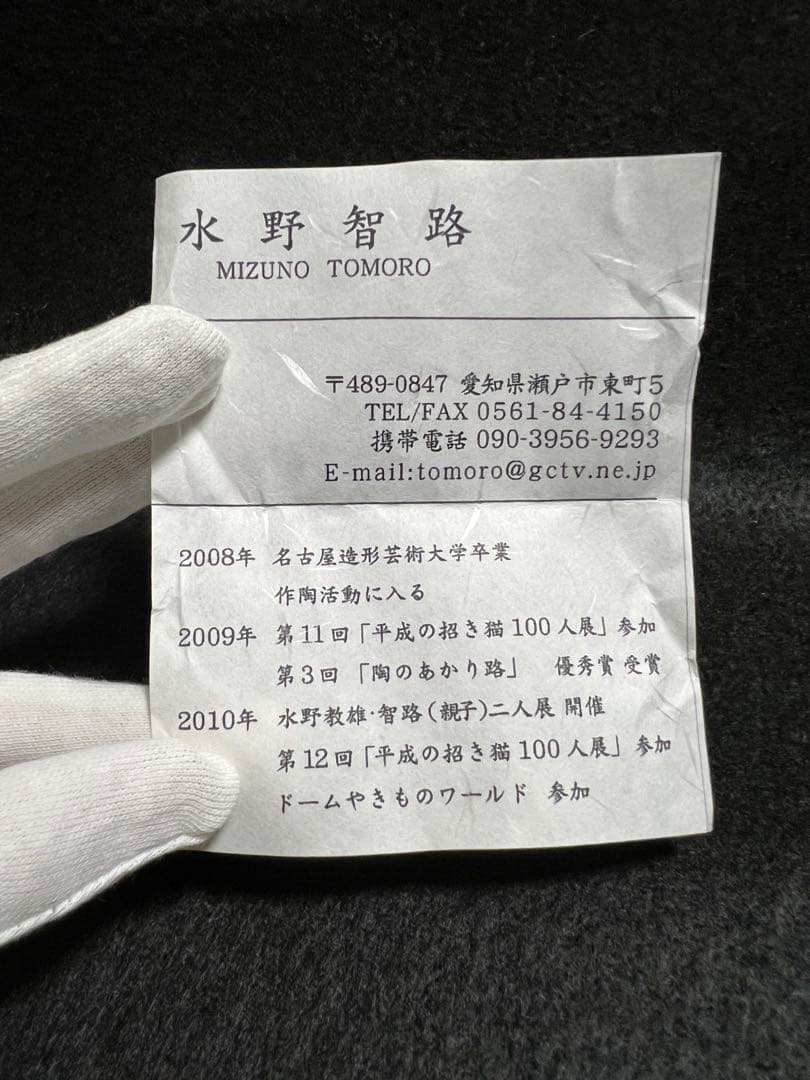 水野智路
MIZUNO TOMORO
〒489-0847 愛知県瀬戸市東町5
TEL/FAX 0561-84-4150
携帯電話 090-3956-9293
E-mail:tomoro@gctv.ne.jp
2008年 名古屋造形芸術大学卒業
作陶活動に入る
2009年 第11回「平成の招き猫100人展」参加
第3回「陶のあかり路」 優秀賞 受賞
2010年 水野教雄・智路(親子)二人展 開催
第12回「平成の招き猫100人展」参加
ドームやきものワールド 参加